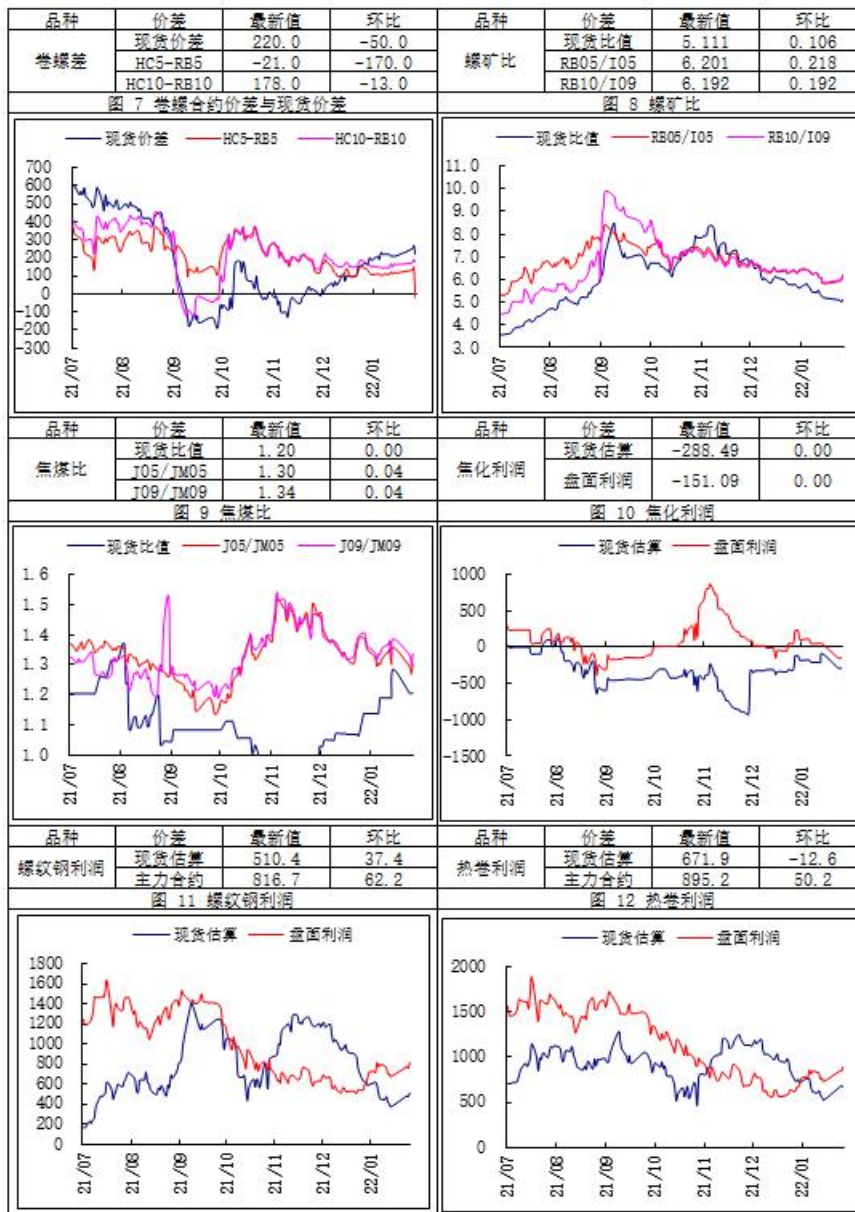 品种 价差 最新值 环比
卷螺差 现货价差 220.0 -50.0
HC5-RB5 -21.0 -170.0
HC10-RB10 178.0 -13.0
图 7 卷螺合约价差与现货价差
现货价差 HC5-RB5 HC10-RB10
700
600
500
400
300
200
100
0
-100
-200
-300
21/07 21/08 21/09 21/10 21/11 21/12 22/01
品种 价差 最新值 环比
螺矿比 现货比值 5.111 0.106
RB05/I05 6.201 0.218
RB10/I09 6.192 0.192
图 8 螺矿比
现货比值 RB05/I05 RB10/I09
11.0
10.0
9.0
8.0
7.0
6.0
5.0
4.0
3.0
21/07 21/08 21/09 21/10 21/11 21/12 22/01
品种 价差 最新值 环比
焦煤比 现货比值 1.20 0.00
J05/JM05 1.30 0.04
J09/JM09 1.34 0.04
图 9 焦煤比
现货比值 J05/JM05 J09/JM09
1.6
1.5
1.4
1.3
1.2
1.1
1.0
21/07 21/08 21/09 21/10 21/11 21/12 22/01
品种 价差 最新值 环比
焦化利润 现货估算 -288.49 0.00
盘面利润 -151.09 0.00
图 10 焦化利润
现货估算 盘面利润
1000
500
0
-500
-1000
-1500
21/07 21/08 21/09 21/10 21/11 21/12 22/01
品种 价差 最新值 环比
螺纹钢利润 现货估算 510.4 37.4
主力合约 816.7 62.2
图 11 螺纹钢利润
现货估算 盘面利润
1800
1600
1400
1200
1000
800
600
400
200
0
21/07 21/08 21/09 21/10 21/11 21/12 22/01
品种 价差 最新值 环比
热卷利润 现货估算 671.9 -12.6
主力合约 895.2 50.2
图 12 热卷利润
现货估算 盘面利润
2000
1500
1000
500
0
21/07 21/08 21/09 21/10 21/11 21/12 22/01